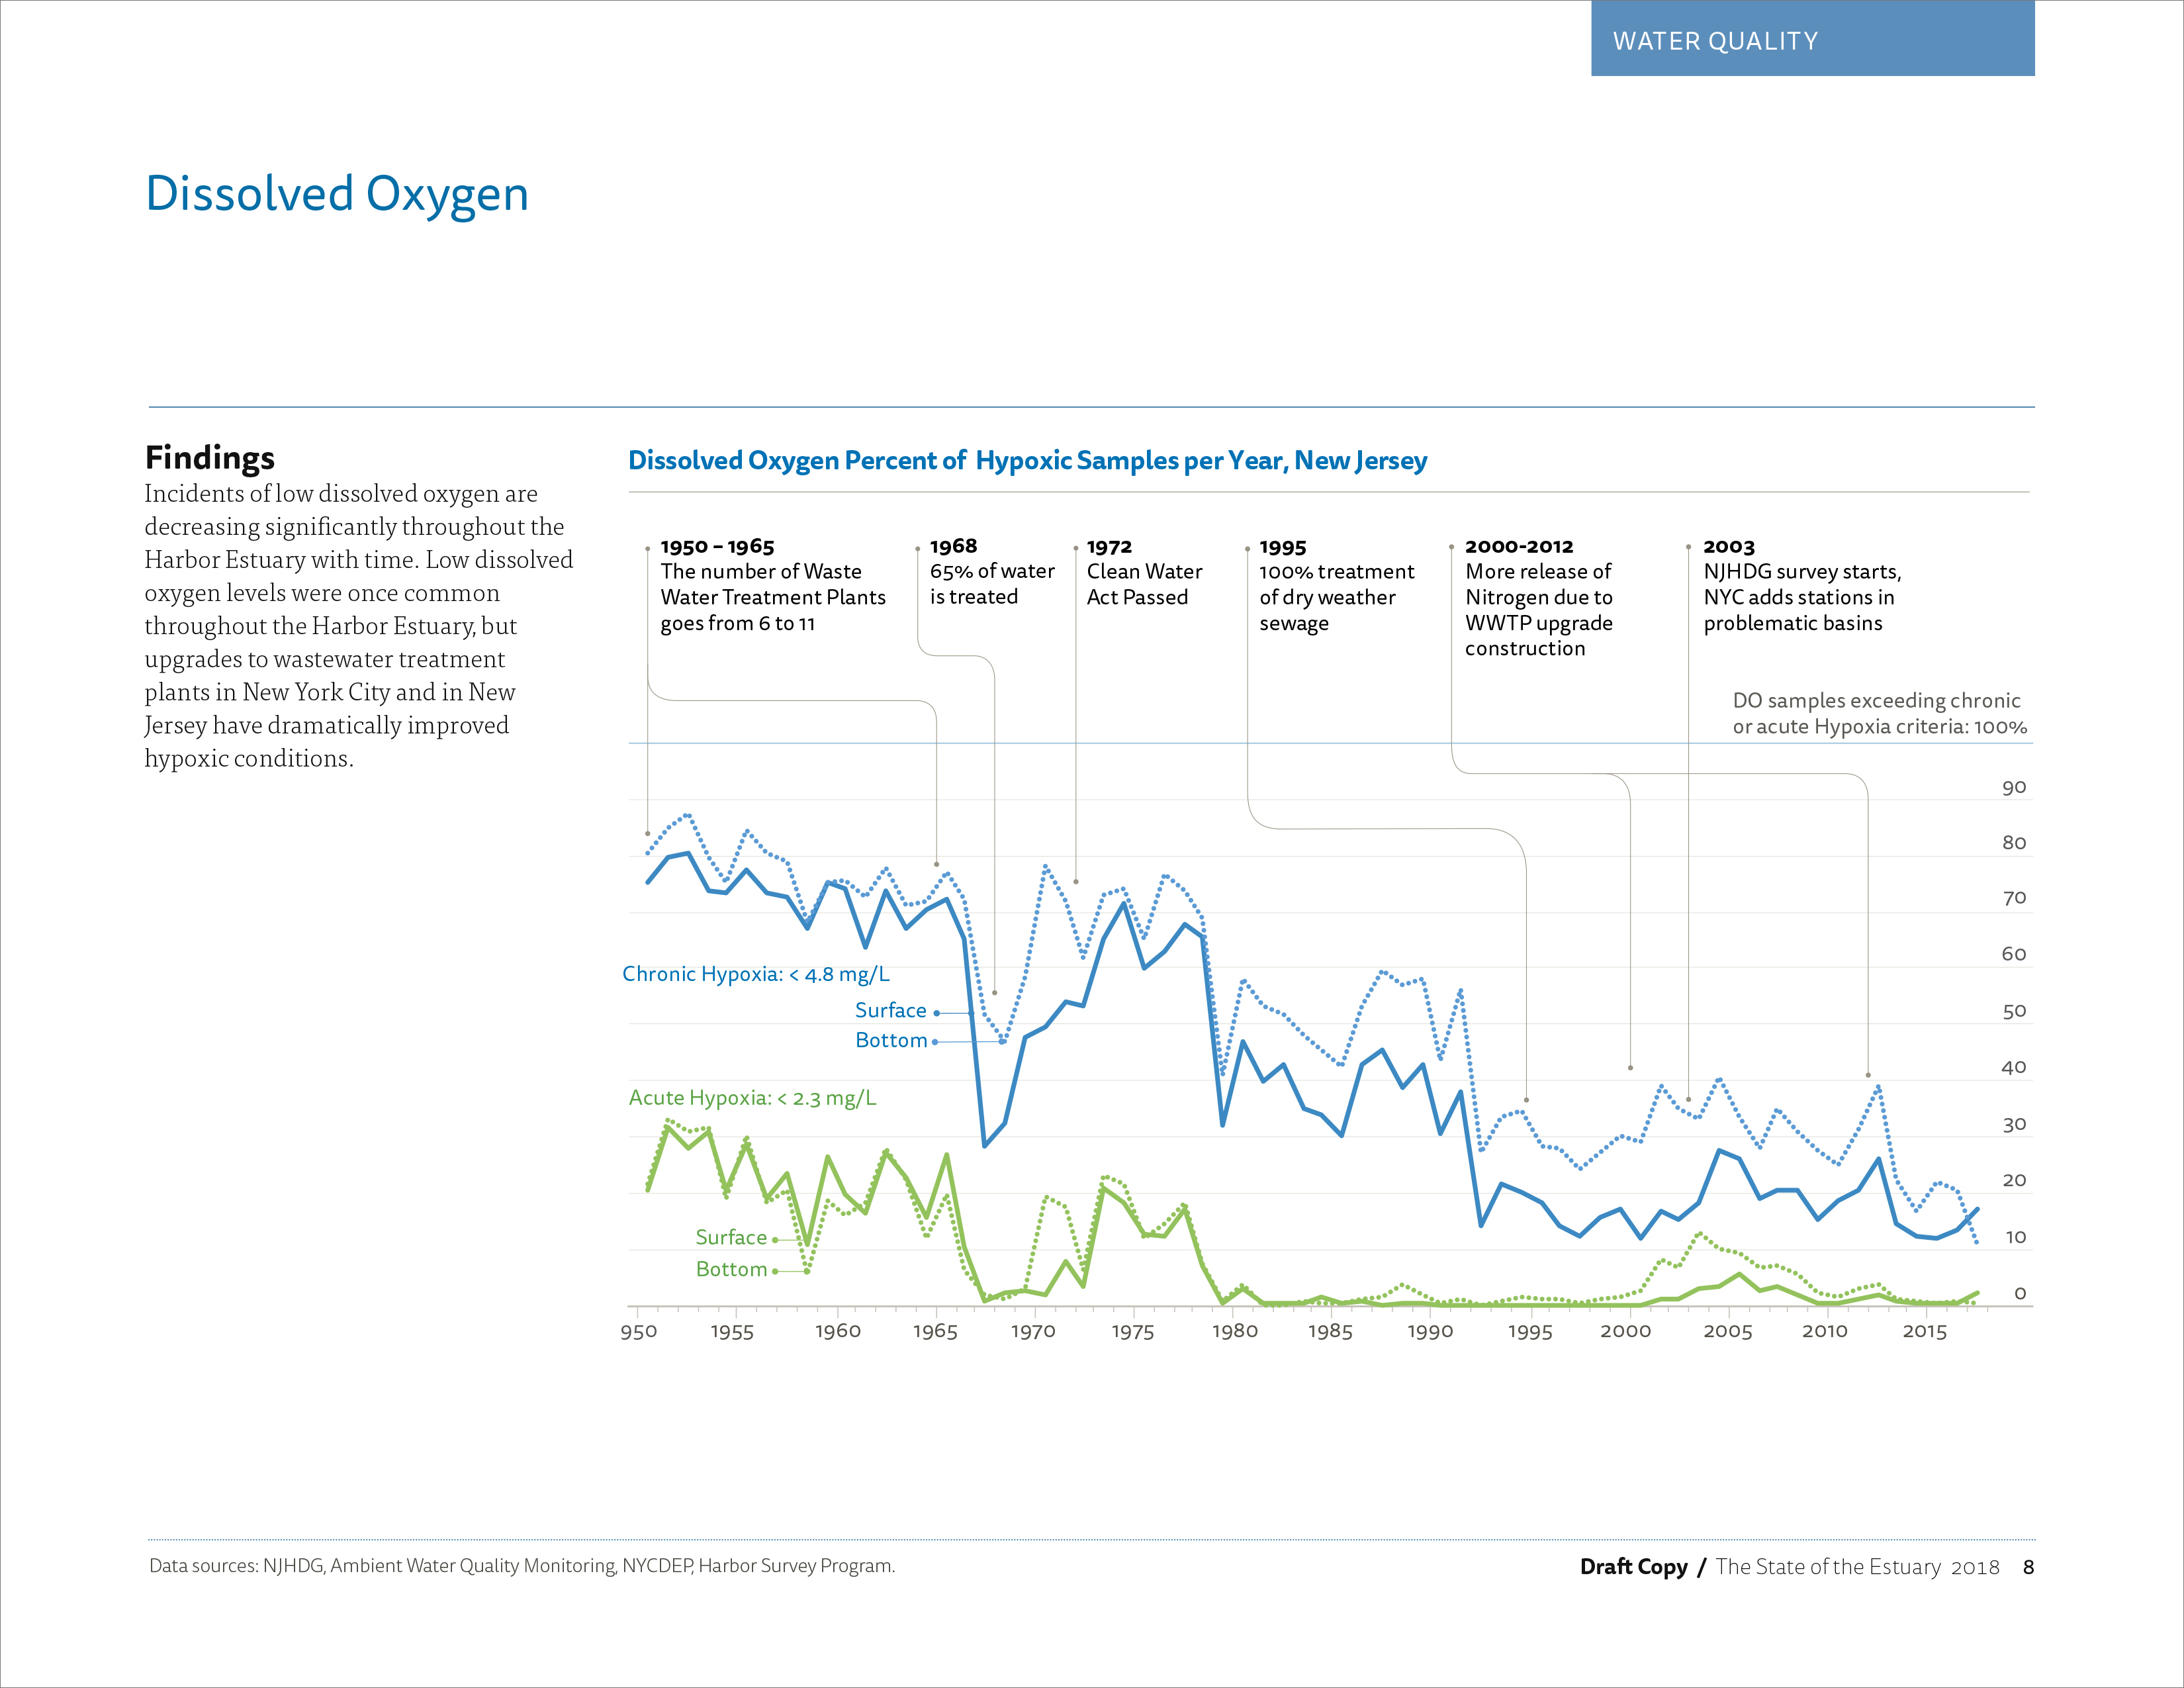 WATER QUALITY
Dissolved Oxygen
Findings
Incidents of low dissolved oxygen are
decreasing significantly throughout the
Harbor Estuary with time. Low dissolved
oxygen levels were once common
throughout the Harbor Estuary, but
upgrades to wastewater treatment
plants in New York City and in New
Jersey have dramatically improved
hypoxic conditions.
Dissolved Oxygen Percent of Hypoxic Samples per Year, New Jersey
1950 – 1965
The number of Waste
Water Treatment Plants
goes from 6 to 11
1968
65% of water
is treated
1972
Clean Water
Act Passed
1995
100% treatment
of dry weather
sewage
2000-2012
More release of
Nitrogen due to
WWTP upgrade
construction
2003
NJHDG survey starts,
NYC adds stations in
problematic basins
DO samples exceeding chronic
or acute Hypoxia criteria: 100%
90
80
70
60
50
40
30
20
10
0
Chronic Hypoxia: < 4.8 mg/L
Surface
Bottom
Acute Hypoxia: < 2.3 mg/L
Surface
Bottom
950 1955 1960 1965 1970 1975 1980 1985 1990 1995 2000 2005 2010 2015
Data sources: NJHDG, Ambient Water Quality Monitoring, NYCDEP, Harbor Survey Program.
Draft Copy / The State of the Estuary 2018 8